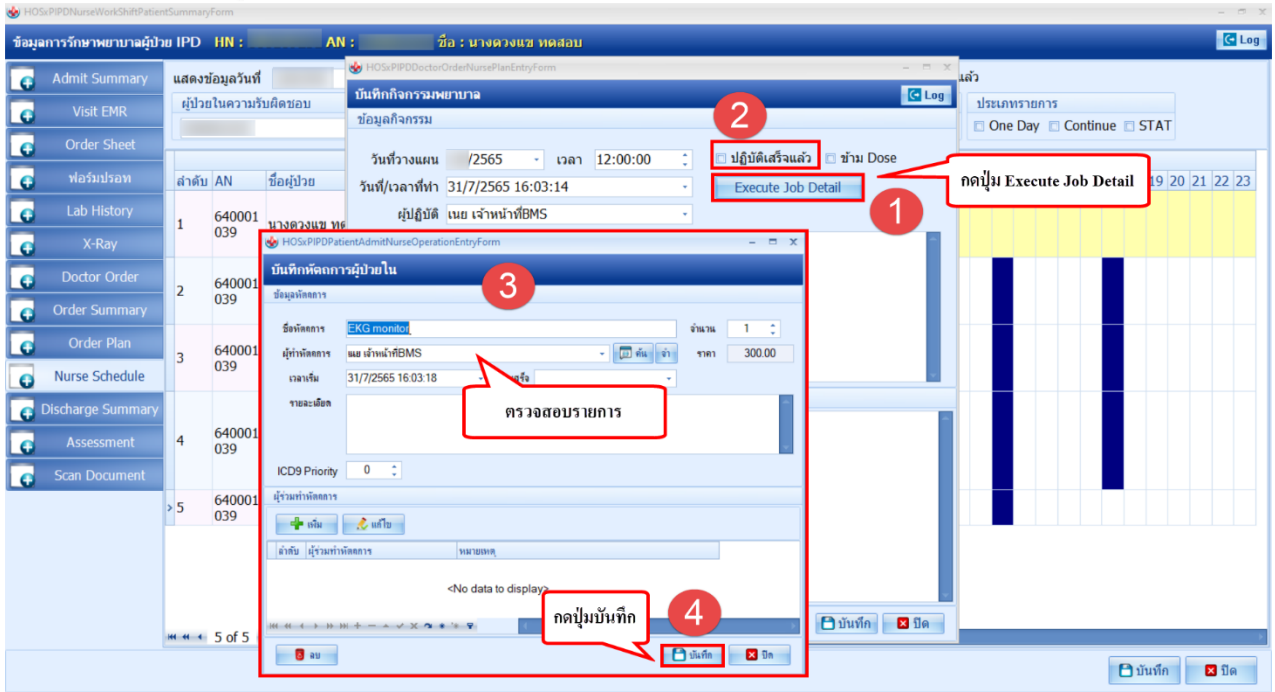 HOSxPIPDNurseWorkShiftPatientSummaryForm
ข้อมูลการรักษาพยาบาลผู้ป่วย IPD HN : AN : ชื่อ : นางดวงแข ทดสอบ
Log
Admit Summary
Visit EMR
Order Sheet
ฟอร์มปรอท
Lab History
X-Ray
Doctor Order
Order Summary
Order Plan
Nurse Schedule
Discharge Summary
Assessment
Scan Document
แสดงข้อมูลวันที่
ผู้ป่วยในความรับผิดชอบ
แล้ว
ประเภทรายการ
One Day Continue STAT
ลำดับ AN ชื่อผู้ป่วย
19 20 21 22 23
1 640001039 นางดวงแข ทด
2 640001039
3 640001039
4 640001039
5 640001039
5 of 5
HOSxPIPDDoctorOrderNursePlanEntryForm
บันทึกกิจกรรมพยาบาล
Log
ข้อมูลกิจกรรม
2
วันที่วางแผน /2565 เวลา 12:00:00 ปฏิบัติเสร็จแล้ว ข้าม Dose
วันที่/เวลาที่ทำ 31/7/2565 16:03:14 Execute Job Detail
กดปุ่ม Execute Job Detail
ผู้ปฏิบัติ เนย เจ้าหน้าที่BMS
1
บันทึก ปิด
HOSxPIPDPatientAdmitNurseOperationEntryForm
บันทึกหัตถการผู้ป่วยใน
3
ข้อมูลหัตถการ
ชื่อหัตถการ EKG monitor จำนวน 1
ผู้ทำหัตถการ เนย เจ้าหน้าที่BMS ค้น จำ ราคา 300.00
เวลาเริ่ม 31/7/2565 16:03:18
รายละเอียด
ตรวจสอบรายการ
ICD9 Priority 0
ผู้ร่วมทำหัตถการ
เพิ่ม แก้ไข
ลำดับ ผู้ร่วมทำหัตถการ หมายเหตุ
<No data to display>
กดปุ่มบันทึก
4
ลบ บันทึก ปิด
บันทึก ปิด